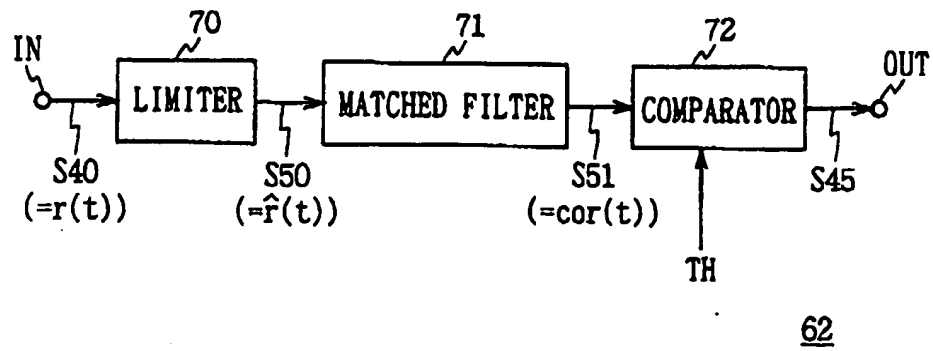 70
71
72
IN
OUT
LIMITER
MATCHED FILTER
COMPARATOR
S40
(=r(t))
S50
(=r̂(t))
S51
(=cor(t))
S45
TH
62